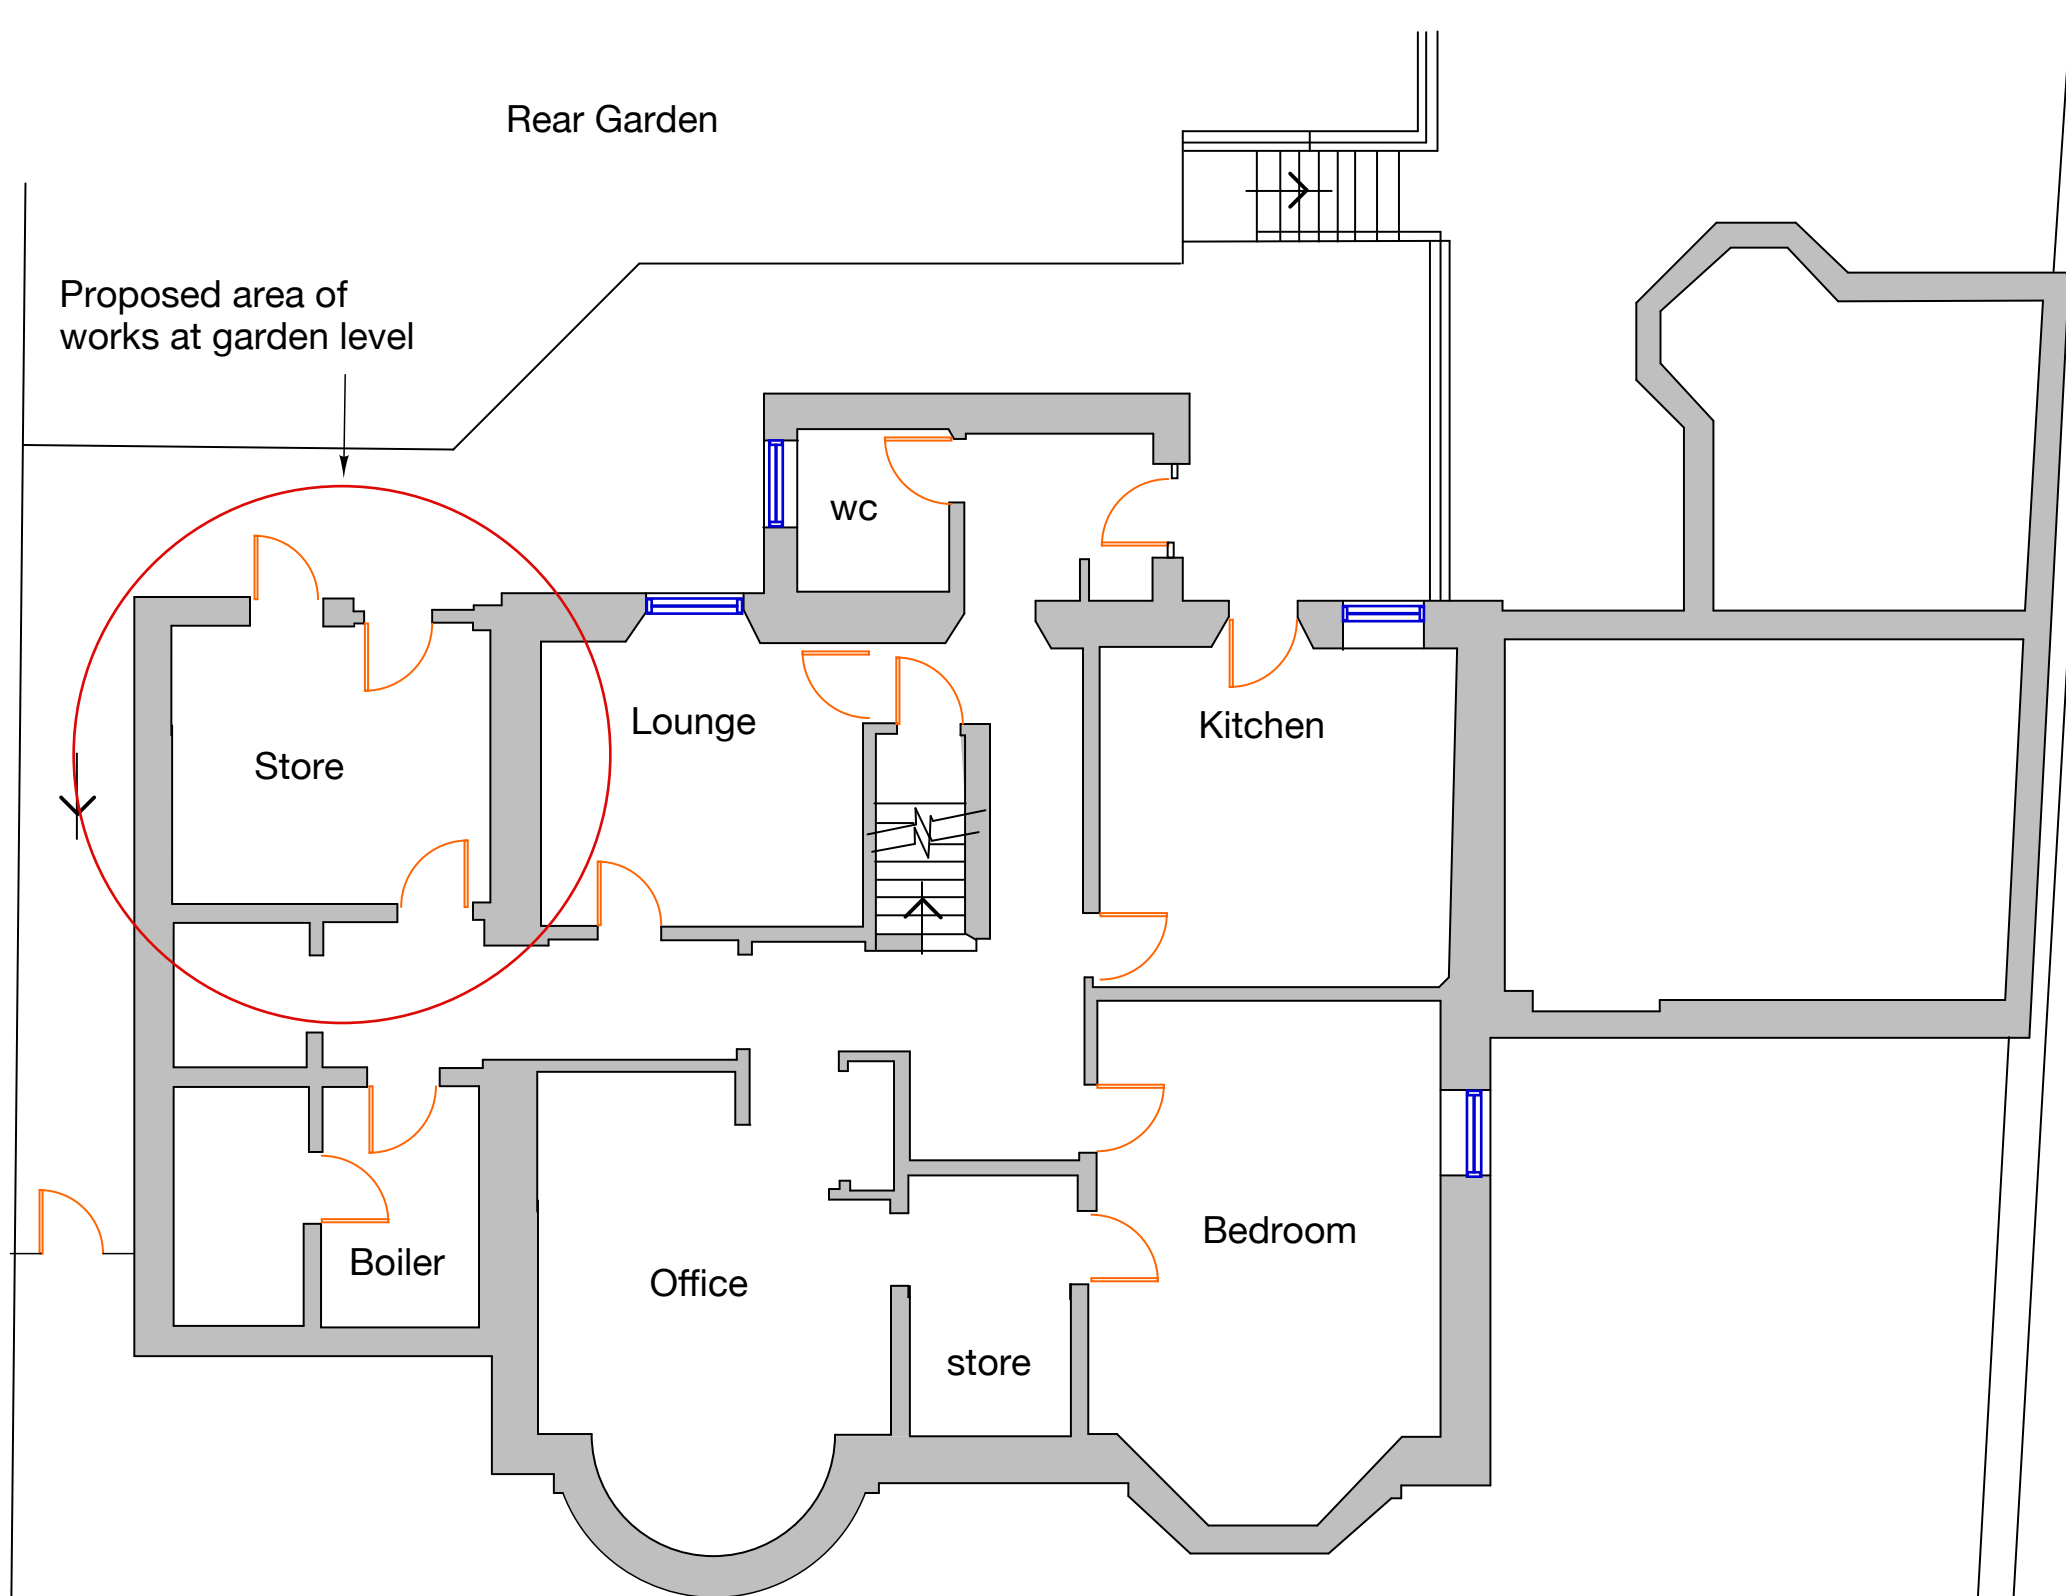 Rear Garden
Proposed area of
works at garden level
wc
Lounge
Kitchen
Store
Bedroom
Boiler
Office
store